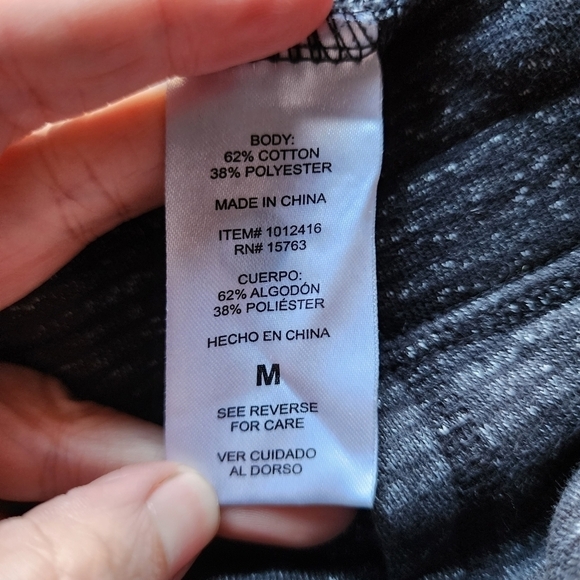 BODY:
62% COTTON
38% POLYESTER
MADE IN CHINA
ITEM# 1012416
RN# 15763
CUERPO:
62% ALGODÓN
38% POLIÉSTER
HECHO EN CHINA
M
SEE REVERSE
FOR CARE
VER CUIDADO
AL DORSO